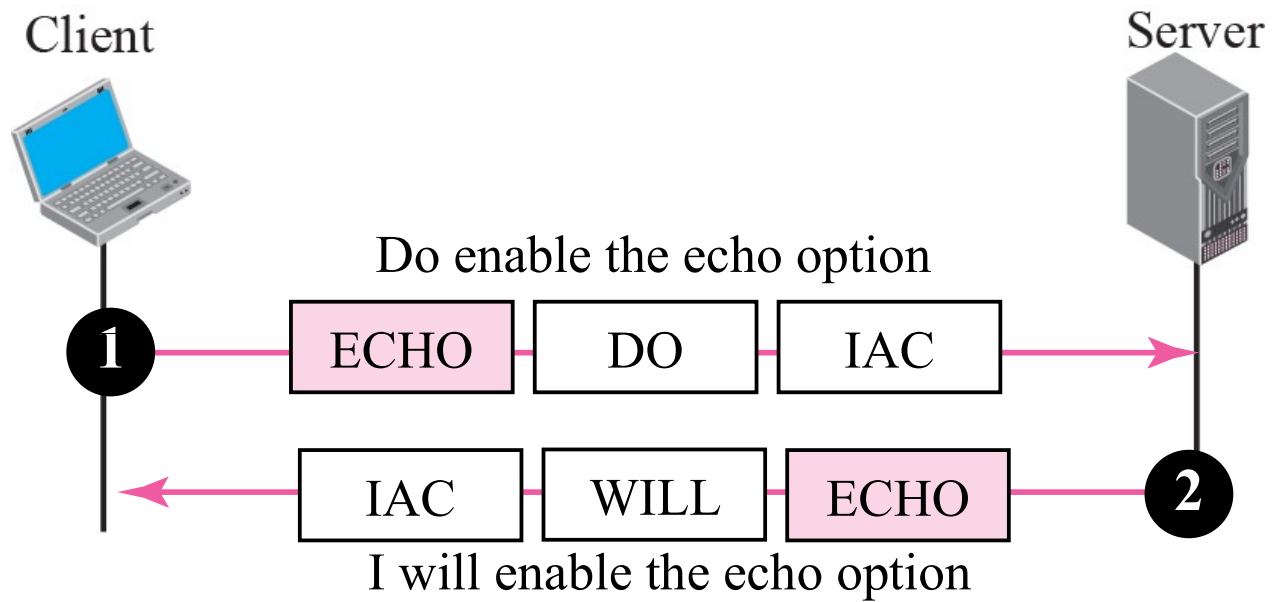 Client
Server
Do enable the echo option
1
ECHO DO IAC
IAC WILL ECHO
2
I will enable the echo option